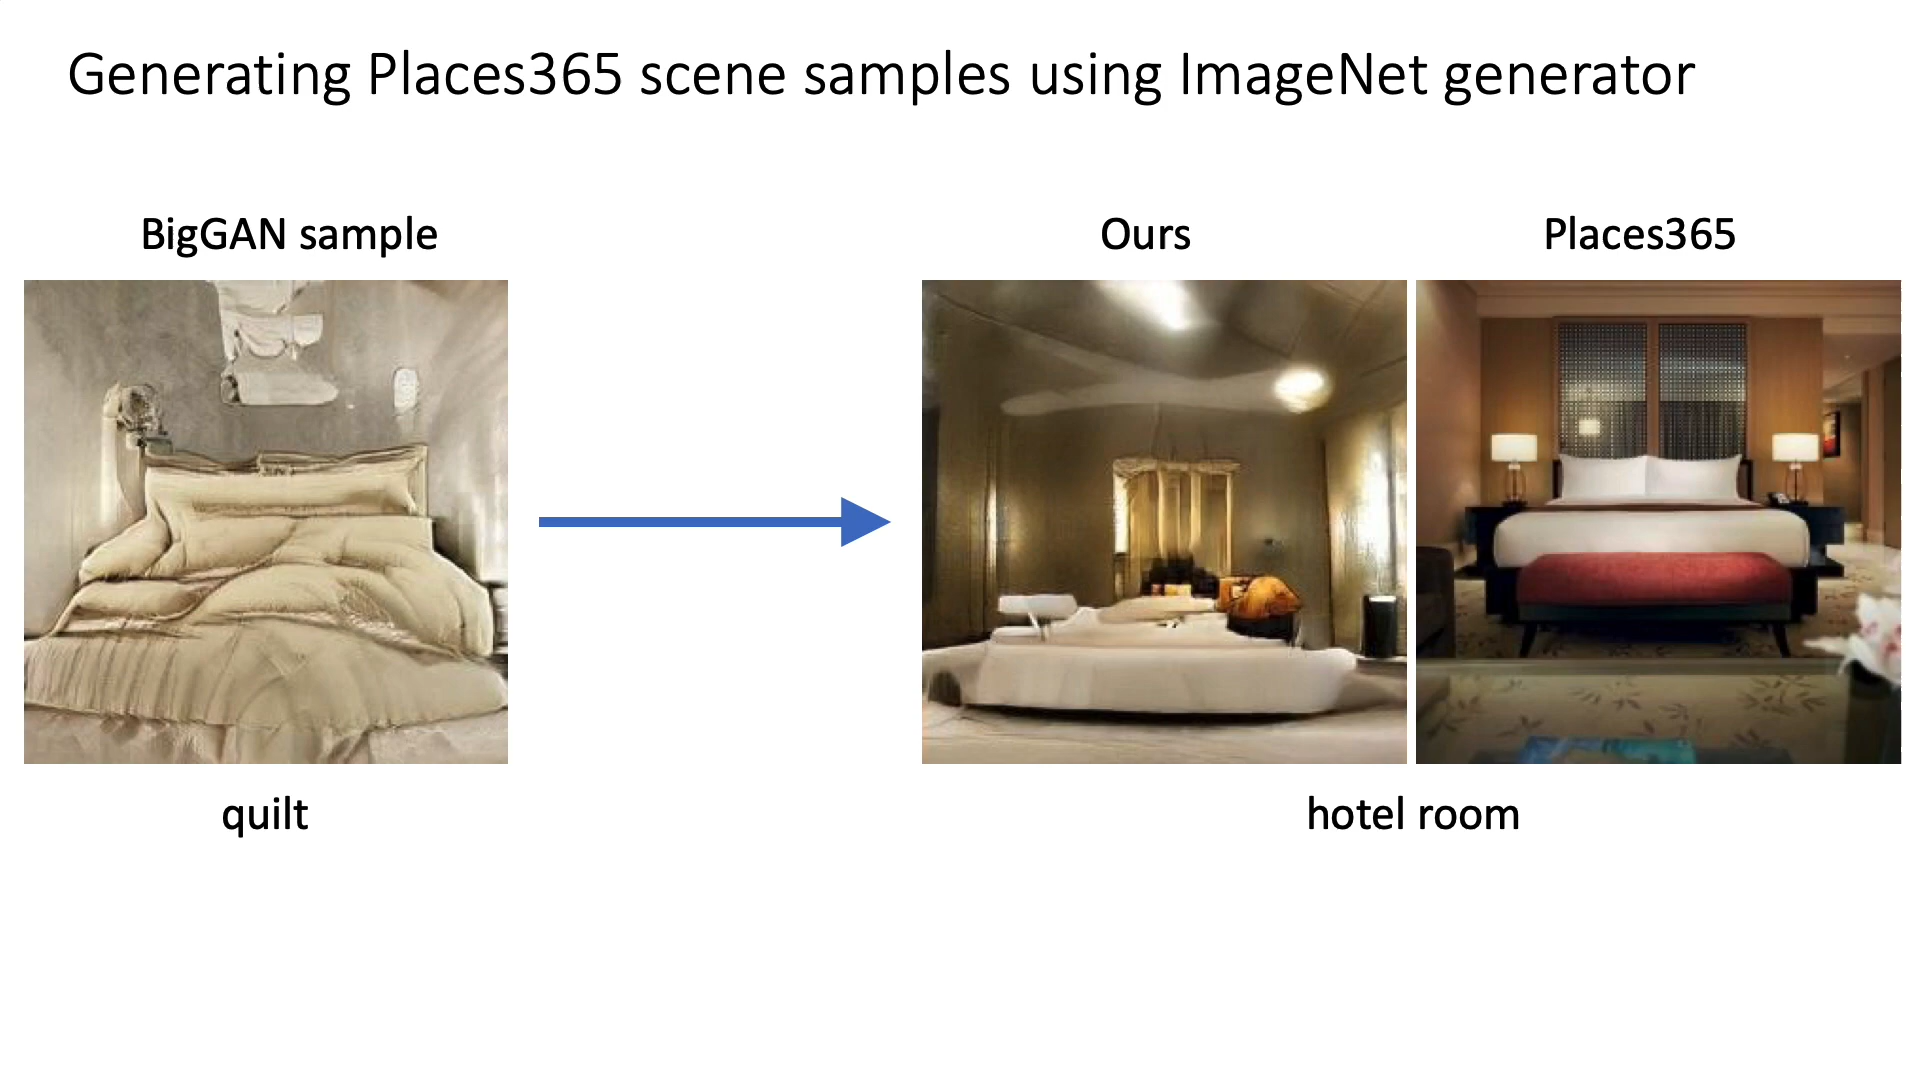 Generating Places365 scene samples using ImageNet generator
BigGAN sample
Ours
Places365
quilt
hotel room